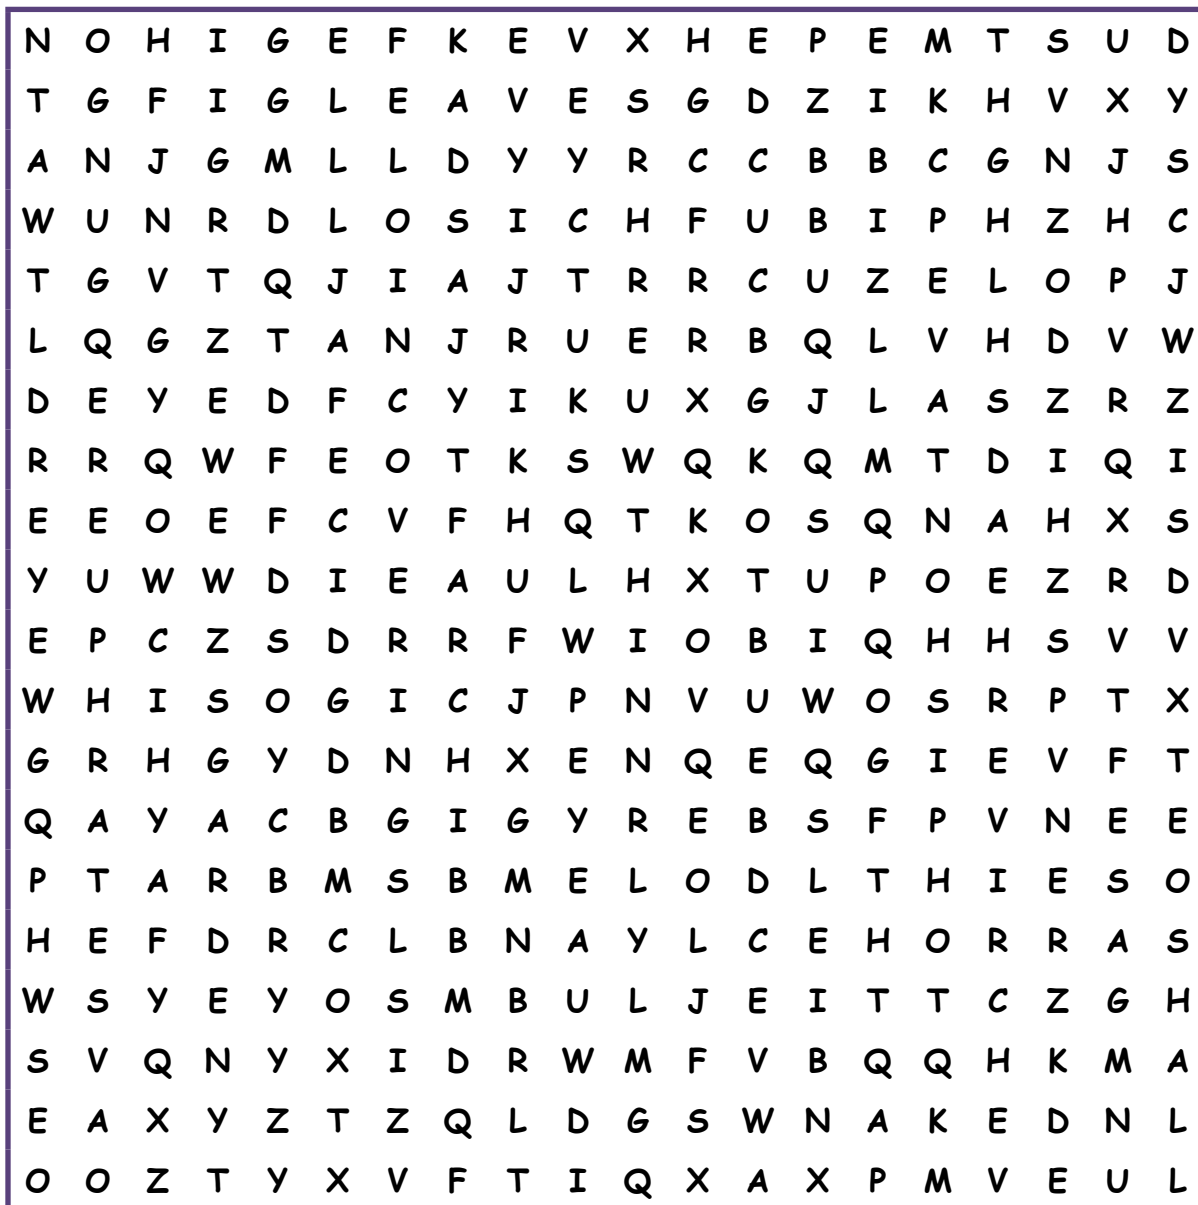 N O H I G E F K E V X H E P E M T S U D
T G F I G L E A V E S G D Z I K H V X Y
A N J G M L L D Y Y R C C B B C G N J S
W U N R D L O S I C H F U B I P H Z H C
T G V T Q J I A J T R R C U Z E L O P J
L Q G Z T A N J R U E R B Q L V H D V W
D E Y E D F C Y I K U X G J L A S Z R Z
R R Q W F E O T K S W Q K Q M T D I Q I
E E O E F C V F H Q T K O S Q N A H X S
Y U W W D I E A U L H X T U P O E Z R D
E P C Z S D R R F W I O B I Q H H S V V
W H I S O G I C J P N V U W O S R P T X
G R H G Y D N H X E N Q E Q G I E V F T
Q A Y A C B G I G Y R E B S F P V N E E
P T A R B M S B M E L O D L T H I E S O
H E F D R C L B N A Y L C E H O R R A S
W S Y E Y O S M B U L J E I T T C Z G H
S V Q N Y X I D R W M F V B Q Q H K M A
E A X Y Z T Z Q L D G S W N A K E D N L
O O Z T Y X V F T I Q X A X P M V E U L